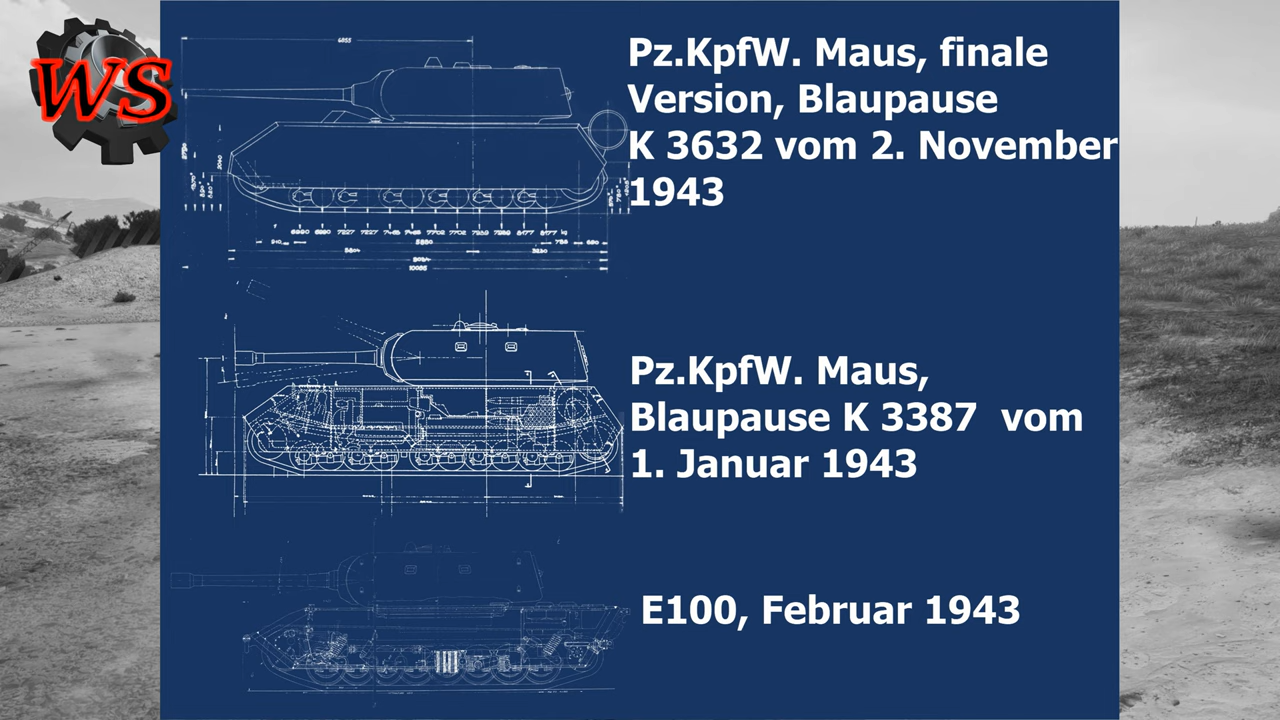 WS
Pz.KpfW. Maus, finale
Version, Blaupause
K 3632 vom 2. November
1943
Pz.KpfW. Maus,
Blaupause K 3387 vom
1. Januar 1943
E100, Februar 1943